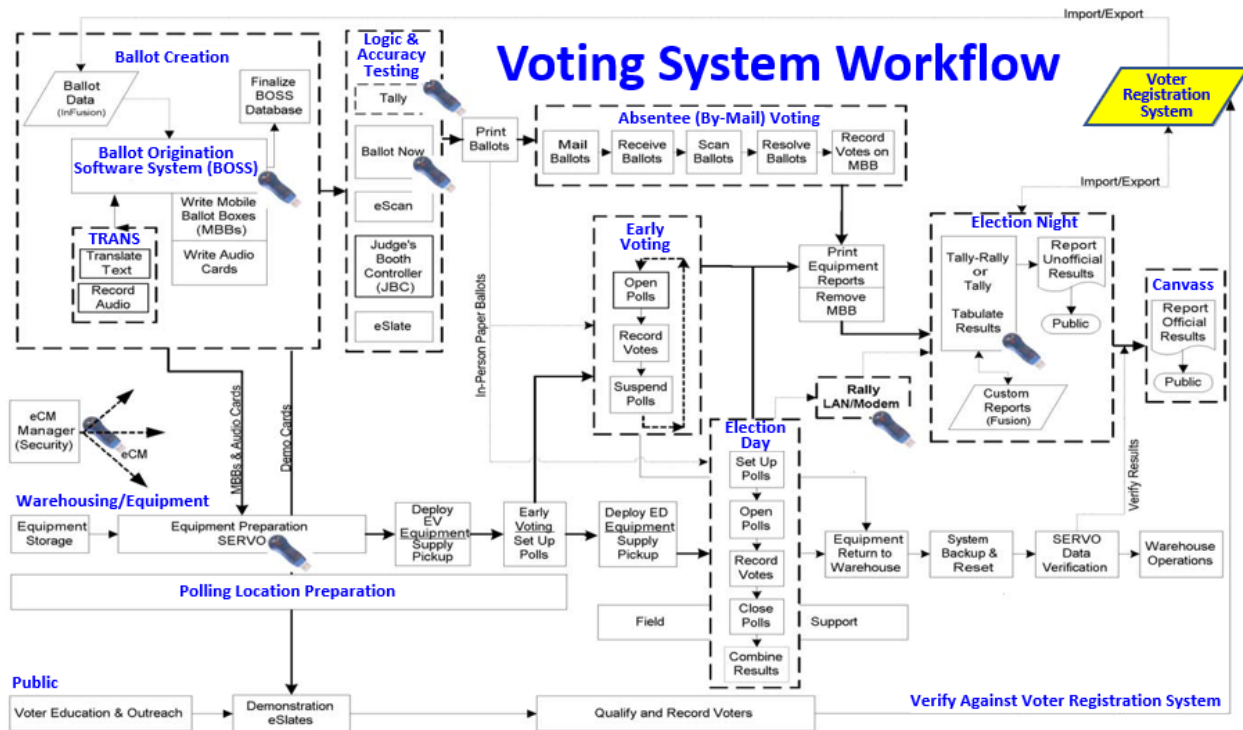 Voting System Workflow
Import/Export
Ballot Creation
Ballot
Data
(InFusion)
Finalize
BOSS
Database
Ballot Origination
Software System (BOSS)
Write Mobile
Ballot Boxes
(MBBs)
Write Audio
Cards
TRANS
Translate
Text
Record
Audio
Logic &
Accuracy
Testing
Tally
Ballot Now
eScan
Judge's
Booth
Controller
(JBC)
eSlate
Print
Ballots
Absentee (By-Mail) Voting
Mail
Ballots
Receive
Ballots
Scan
Ballots
Resolve
Ballots
Record
Votes on
MBB
Voter
Registration
System
Import/Export
In-Person Paper Ballots
Early
Voting
Open
Polls
Record
Votes
Suspend
Polls
Print
Equipment
Reports
Remove
MBB
Election Night
Tally-Rally
or
Tally
Tabulate
Results
Report
Unofficial
Results
Public
Custom
Reports
(Fusion)
Canvass
Report
Official
Results
Public
Rally
LAN/Modem
eCM
Manager
(Security)
eCM
MBBs & Audio Cards
Demo Cards
Verify Results
Election
Day
Set Up
Polls
Open
Polls
Record
Votes
Close
Polls
Combine
Results
Warehousing/Equipment
Equipment
Storage
Equipment Preparation
SERVO
Deploy
EV
Equipment
Supply
Pickup
Early
Voting
Set Up
Polls
Deploy ED
Equipment
Supply
Pickup
Equipment
Return to
Warehouse
System
Backup &
Reset
SERVO
Data
Verification
Warehouse
Operations
Polling Location Preparation
Field
Support
Public
Voter Education & Outreach
Demonstration
eSlates
Qualify and Record Voters
Verify Against Voter Registration System